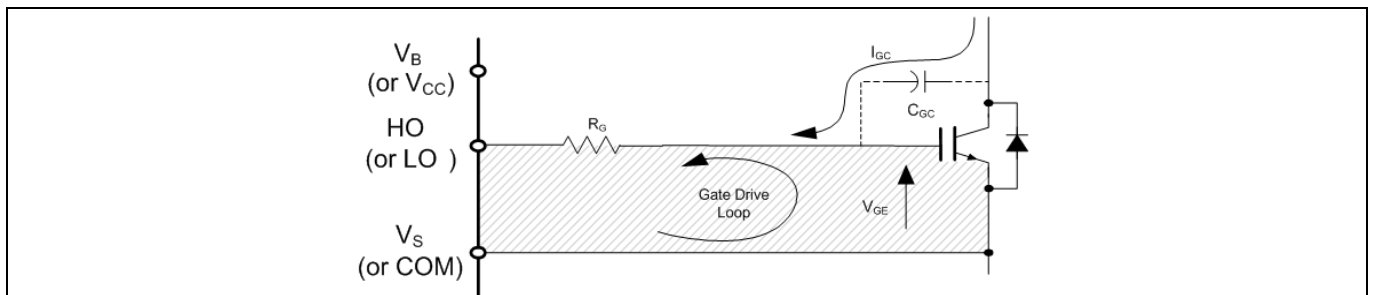 V_B
(or V_CC)
HO
(or LO )
V_S
(or COM)
R_G
I_GC
C_GC
Gate Drive
Loop
V_GE